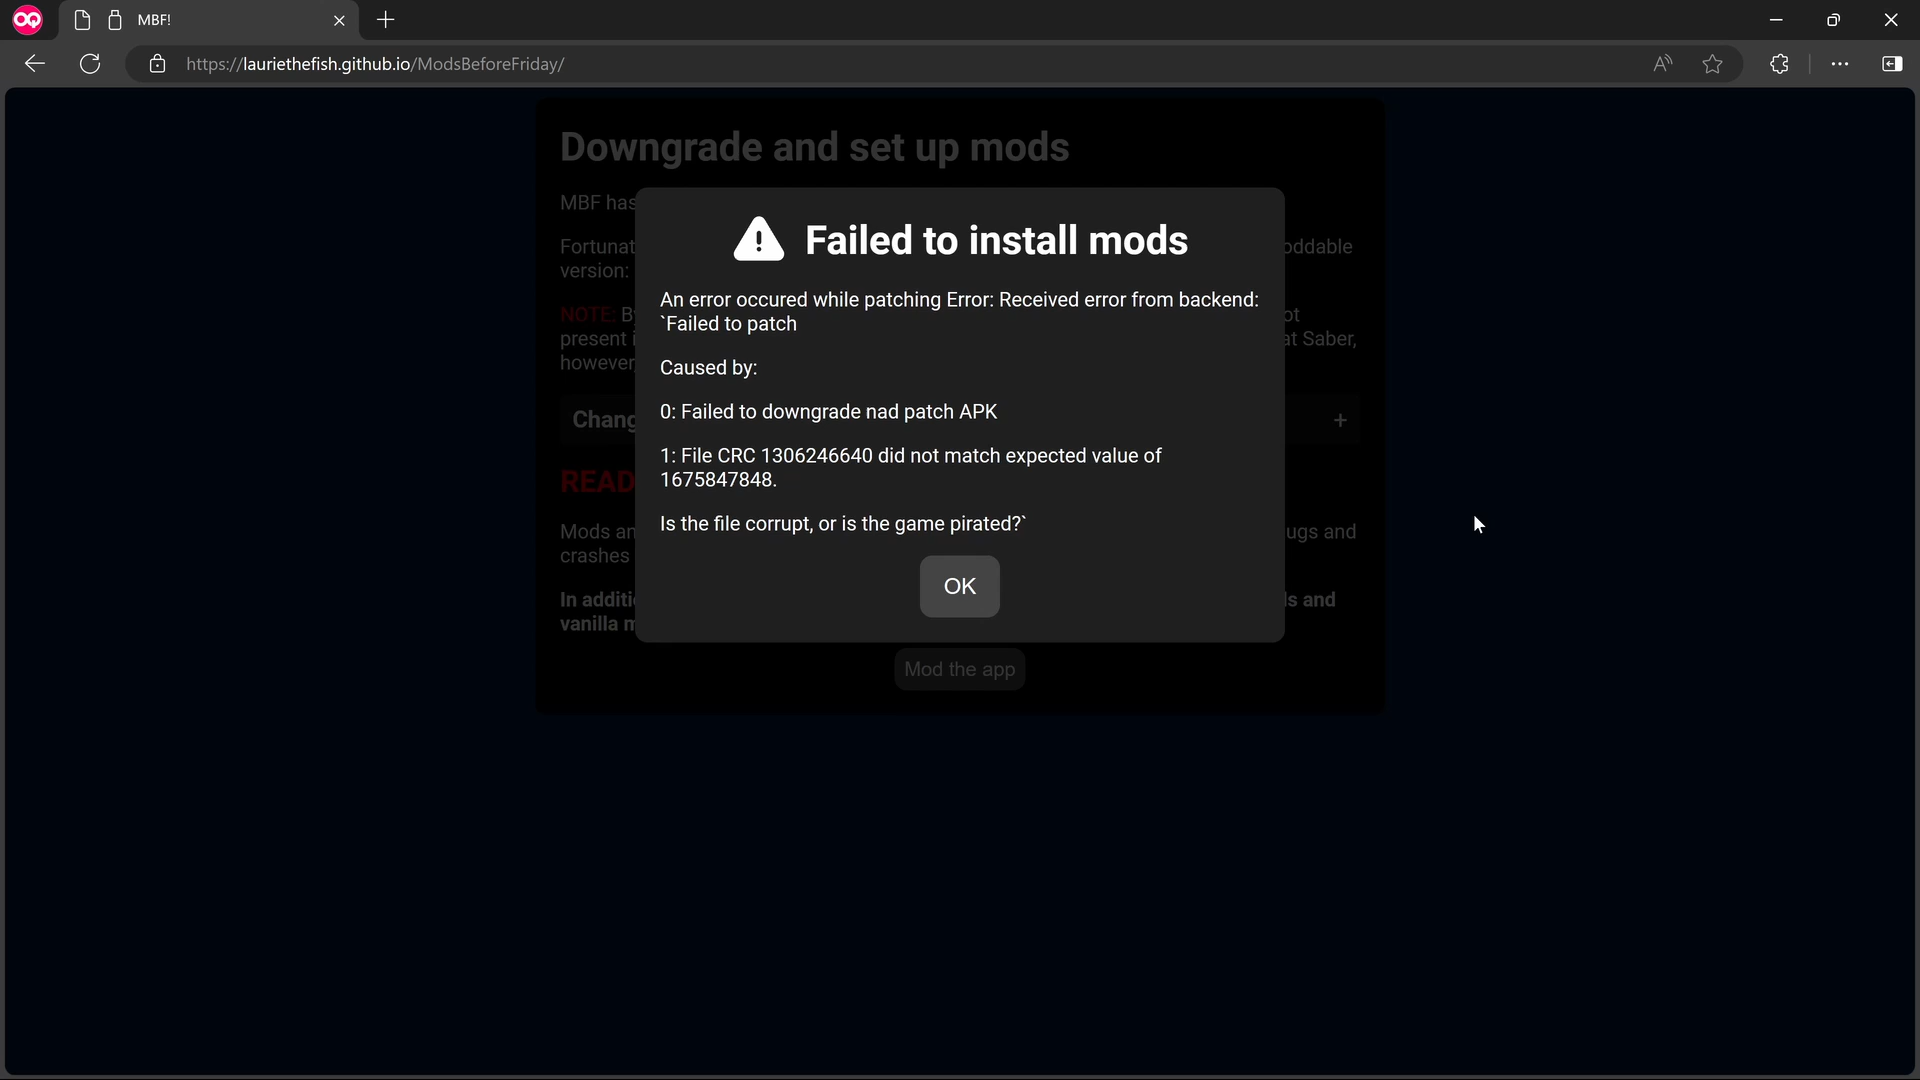 MBF!
https://lauriethefish.github.io/ModsBeforeFriday/
Downgrade and set up mods
MBF has
Fortunat
oddable
version:
NOTE: B
ot
present i
at Saber,
however,
Chang
+
READ
Mods an
ugs and
crashes
In additi
ls and
vanilla m
Failed to install mods
An error occured while patching Error: Received error from backend:
`Failed to patch
Caused by:
0: Failed to downgrade nad patch APK
1: File CRC 1306246640 did not match expected value of
1675847848.
Is the file corrupt, or is the game pirated?`
OK
Mod the app